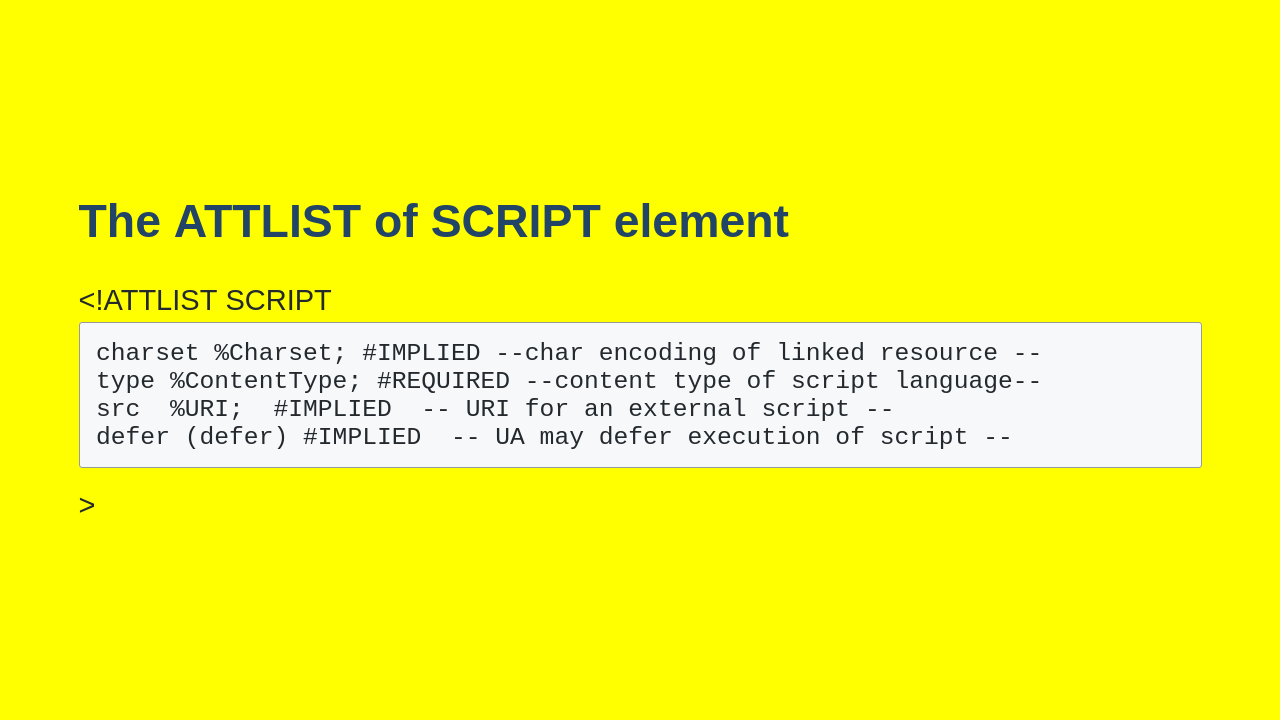 The ATTLIST of SCRIPT element
<!ATTLIST SCRIPT
charset %Charset; #IMPLIED --char encoding of linked resource --
type %ContentType; #REQUIRED --content type of script language--
src  %URI;  #IMPLIED  -- URI for an external script --
defer (defer) #IMPLIED  -- UA may defer execution of script --
>